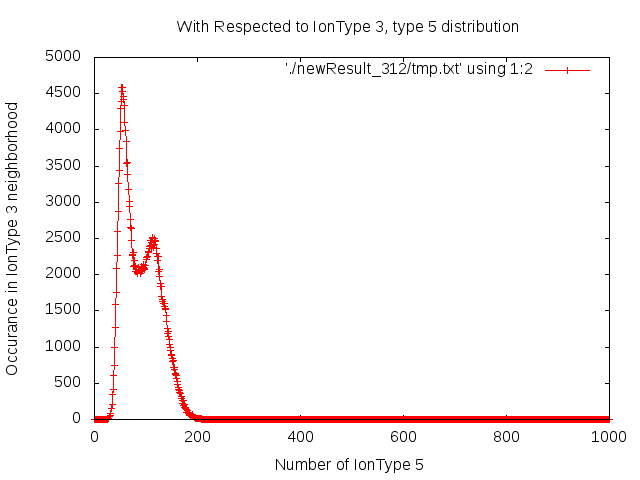 With Respected to IonType 3, type 5 distribution
'./newResult_312/tmp.txt' using 1:2
5000
4500
4000
3500
3000
2500
2000
1500
1000
500
0
Occurance in IonType 3 neighborhood
0 200 400 600 800 1000
Number of IonType 5